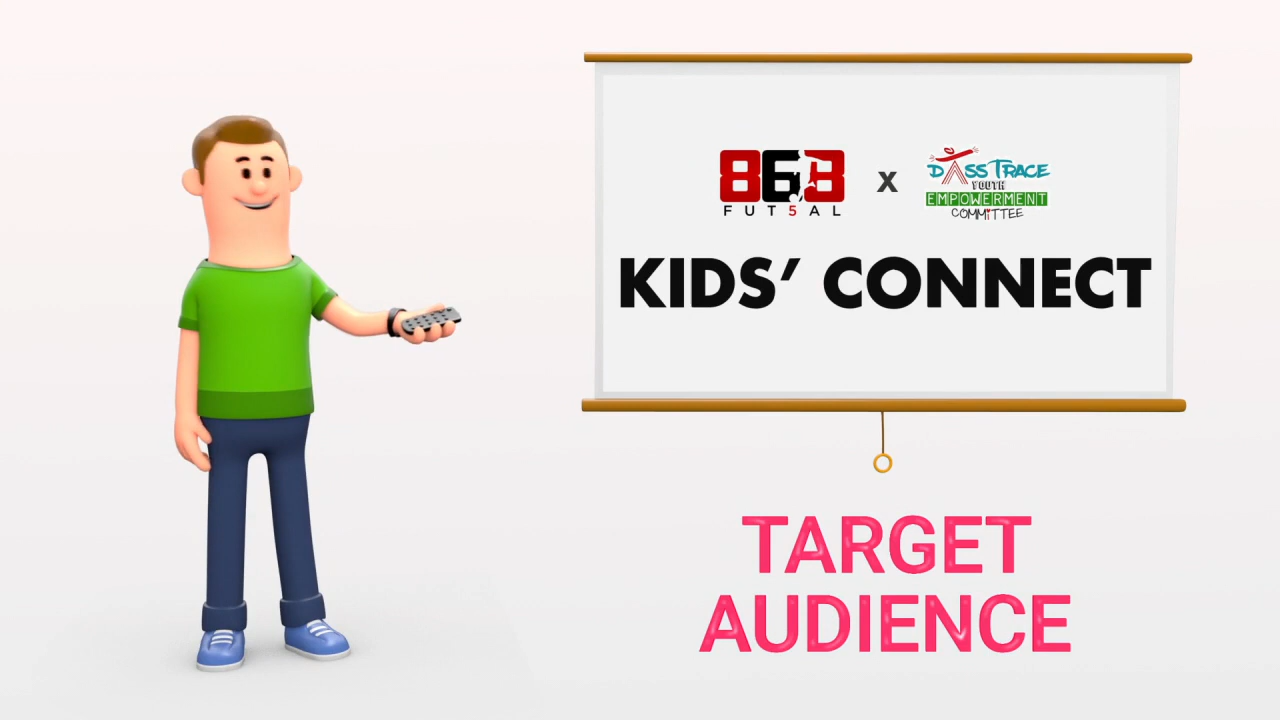 863
FUT5AL
x
DASS TRACE
YOUTH
EMPOWERMENT
COMMITTEE
KIDS' CONNECT
TARGET
AUDIENCE